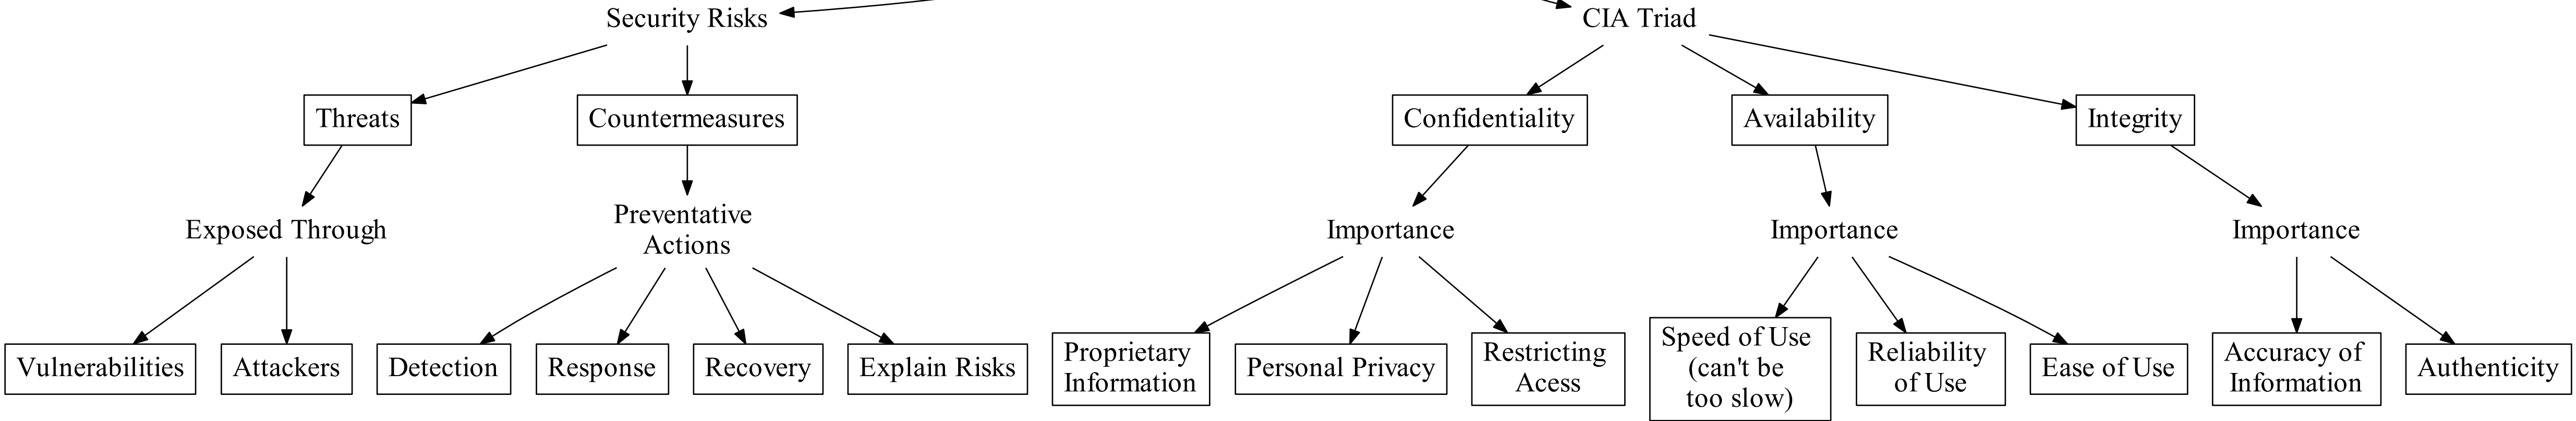 Security Risks
CIA Triad
Threats
Countermeasures
Confidentiality
Availability
Integrity
Exposed Through
Preventative
Actions
Importance
Importance
Importance
Vulnerabilities
Attackers
Detection
Response
Recovery
Explain Risks
Proprietary
Information
Personal Privacy
Restricting
Acess
Speed of Use
(can't be
too slow)
Reliability
of Use
Ease of Use
Accuracy of
Information
Authenticity